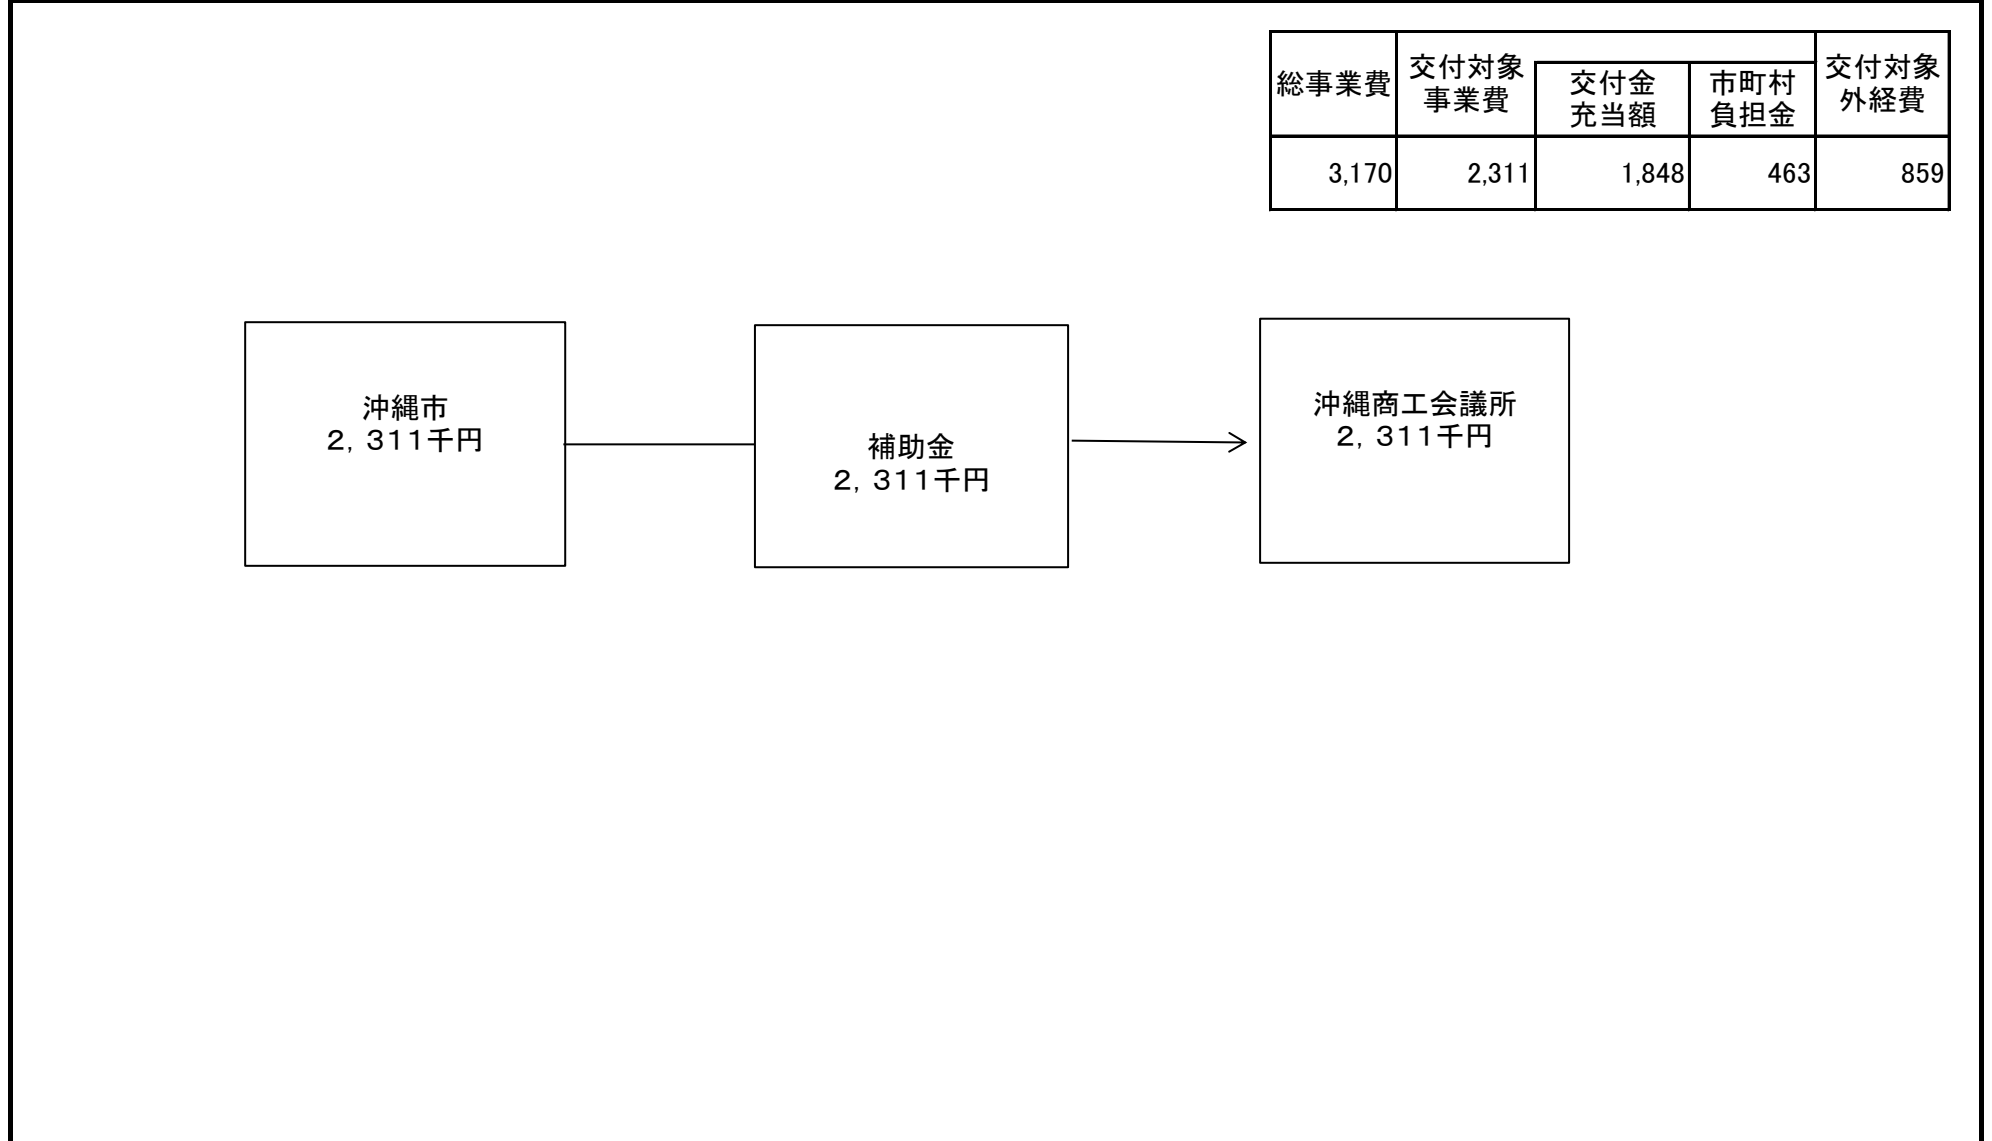 総事業費
交付対象
事業費
交付金
充当額
市町村
負担金
交付対象
外経費
3,170
2,311
1,848
463
859
沖縄市
２，３１１千円
補助金
２，３１１千円
沖縄商工会議所
２，３１１千円